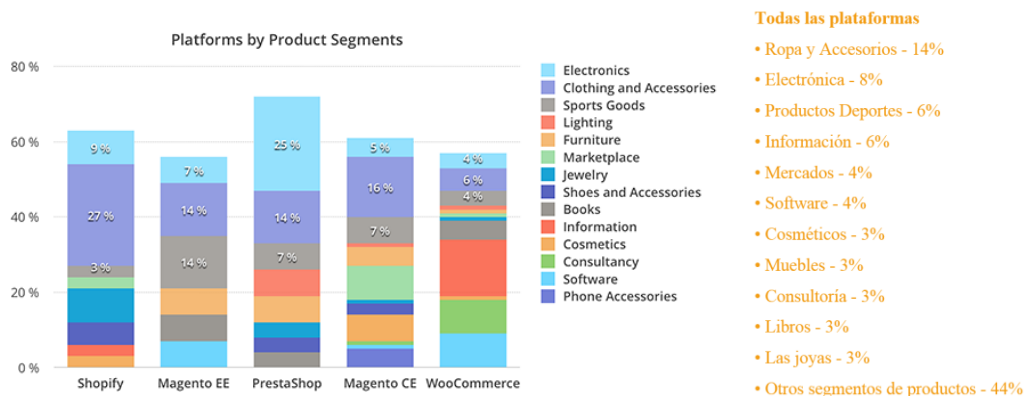 Platforms by Product Segments
80 %
60 %
40 %
20 %
0 %
9 %
27 %
3 %
7 %
14 %
14 %
25 %
14 %
7 %
5 %
16 %
7 %
4 %
6 %
4 %
Shopify
Magento EE
PrestaShop
Magento CE
WooCommerce
Electronics
Clothing and Accessories
Sports Goods
Lighting
Furniture
Marketplace
Jewelry
Shoes and Accessories
Books
Information
Cosmetics
Consultancy
Software
Phone Accessories
Todas las plataformas
• Ropa y Accesorios - 14%
• Electrónica - 8%
• Productos Deportes - 6%
• Información - 6%
• Mercados - 4%
• Software - 4%
• Cosméticos - 3%
• Muebles - 3%
• Consultoría - 3%
• Libros - 3%
• Las joyas - 3%
• Otros segmentos de productos - 44%